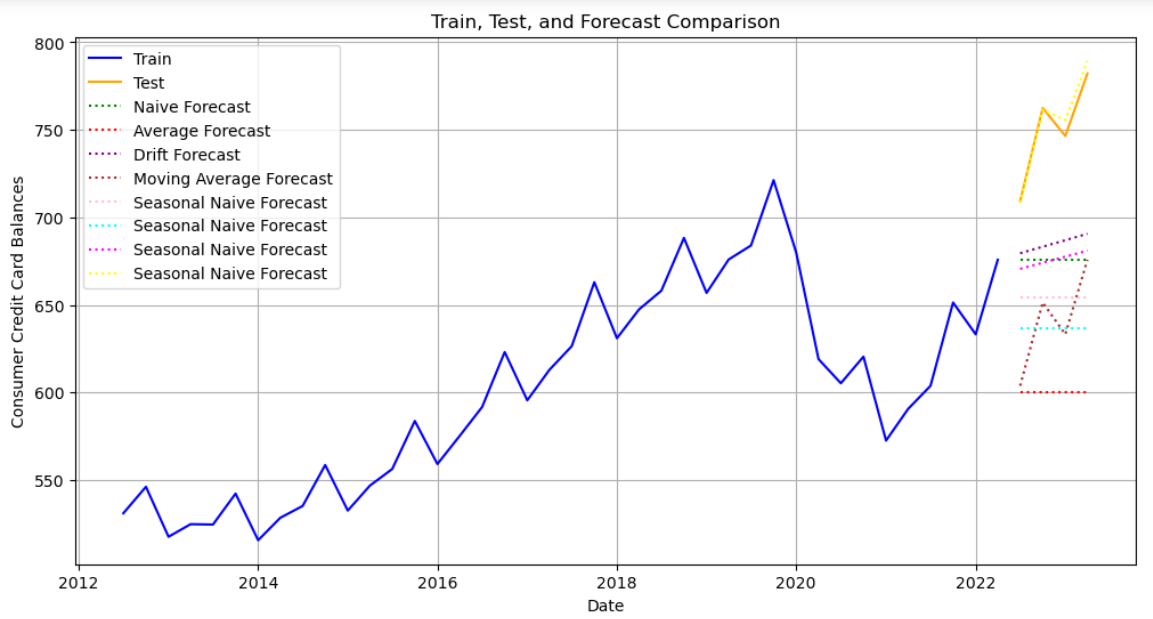 Train, Test, and Forecast Comparison
800
750
700
650
600
550
Consumer Credit Card Balances
Train
Test
Naive Forecast
Average Forecast
Drift Forecast
Moving Average Forecast
Seasonal Naive Forecast
Seasonal Naive Forecast
Seasonal Naive Forecast
Seasonal Naive Forecast
2012 2014 2016 2018 2020 2022
Date